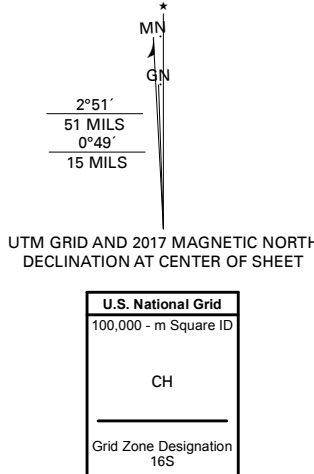 ★
MN
GN
2°51´
51 MILS
0°49´
15 MILS
UTM GRID AND 2017 MAGNETIC NORTH
DECLINATION AT CENTER OF SHEET
U.S. National Grid
100,000 - m Square ID
CH
Grid Zone Designation
16S